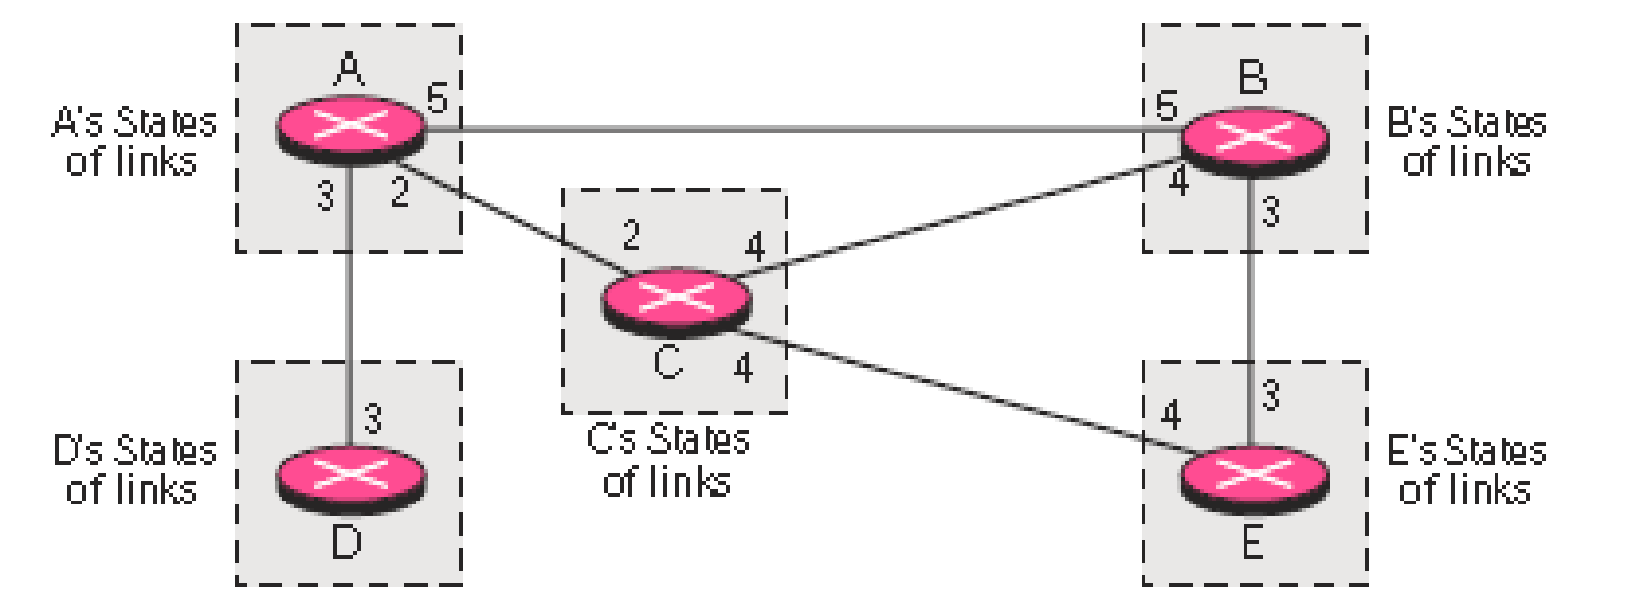 A
B
5
5
A's States
of links
B's States
of links
3
2
4
3
2
4
C
4
C's States
of links
D's States
of links
3
4
3
E's States
of links
D
E